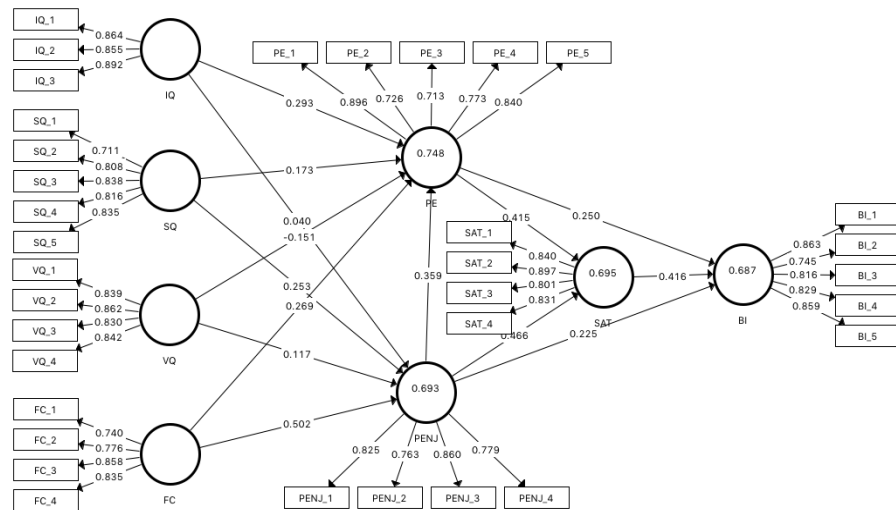 IQ_1
0.864
IQ_2
0.855
IQ_3
0.892
IQ
SQ_1
0.711
SQ_2
0.808
SQ_3
0.838
SQ_4
0.816
SQ_5
0.835
SQ
VQ_1
0.839
VQ_2
0.862
VQ_3
0.830
VQ_4
0.842
VQ
FC_1
0.740
FC_2
0.776
FC_3
0.858
FC_4
0.835
FC
PE_1
PE_2
PE_3
PE_4
PE_5
0.896
0.726
0.713
0.773
0.840
0.748
PE
0.293
0.173
0.040
-0.151
0.253
0.269
0.117
0.502
0.359
0.415
0.250
SAT_1
0.840
SAT_2
0.897
SAT_3
0.801
SAT_4
0.831
0.695
SAT
0.416
0.466
0.225
0.693
PENJ
0.825
0.763
0.860
0.779
PENJ_1
PENJ_2
PENJ_3
PENJ_4
0.687
BI
BI_1
0.863
BI_2
0.745
BI_3
0.816
BI_4
0.829
BI_5
0.859